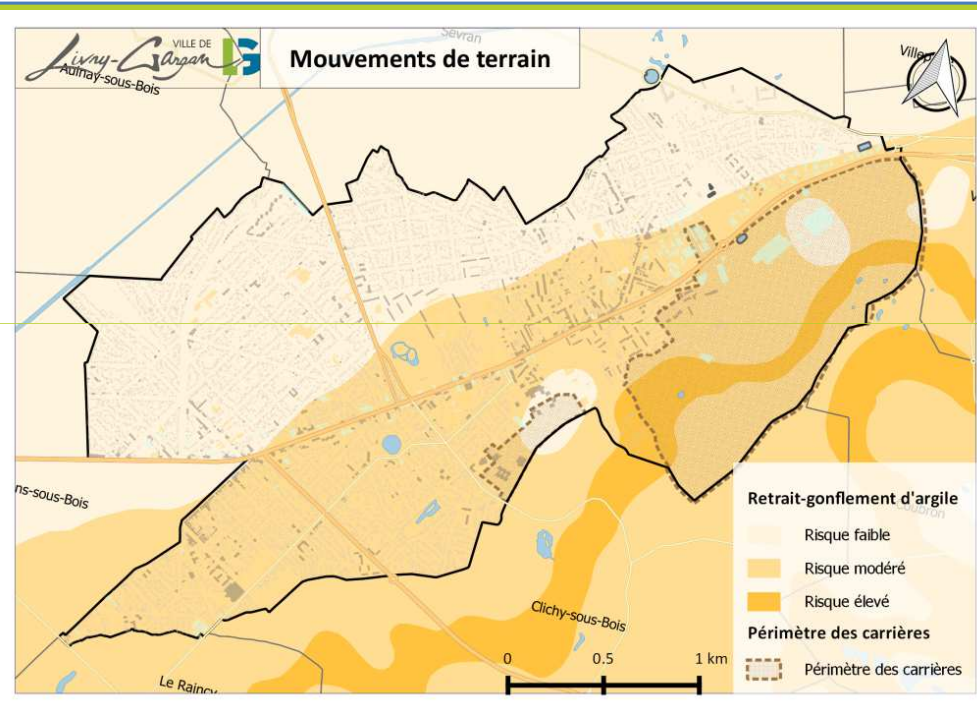 Livry-Gargan
VILLE DE
Mouvements de terrain
Sevran
Aulnay-sous-Bois
ns-sous-Bois
Clichy-sous-Bois
Le Raincy
Coubron
Retrait-gonflement d'argile
Risque faible
Risque modéré
Risque élevé
Périmètre des carrières
Périmètre des carrières
0 0.5 1 km